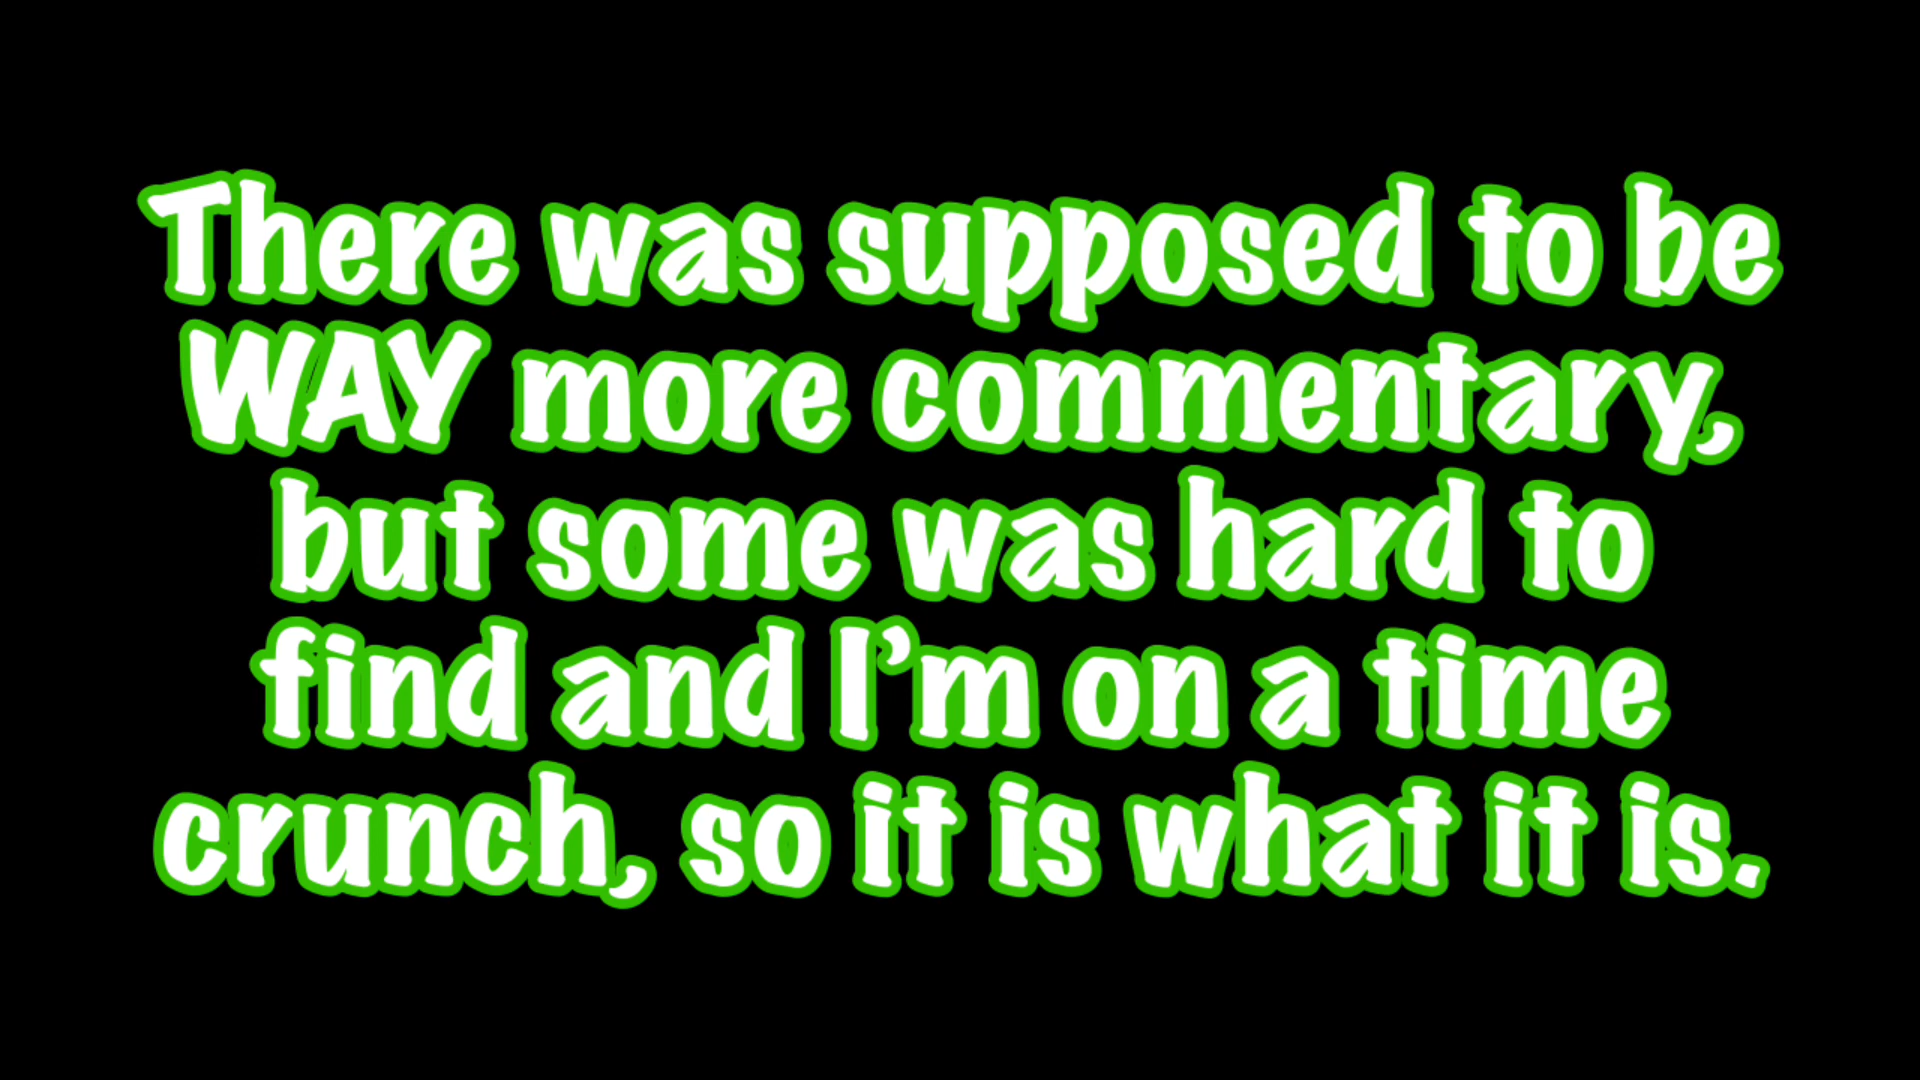 There was supposed to be
WAY more commentary,
but some was hard to
find and I'm on a time
crunch, so it is what it is.